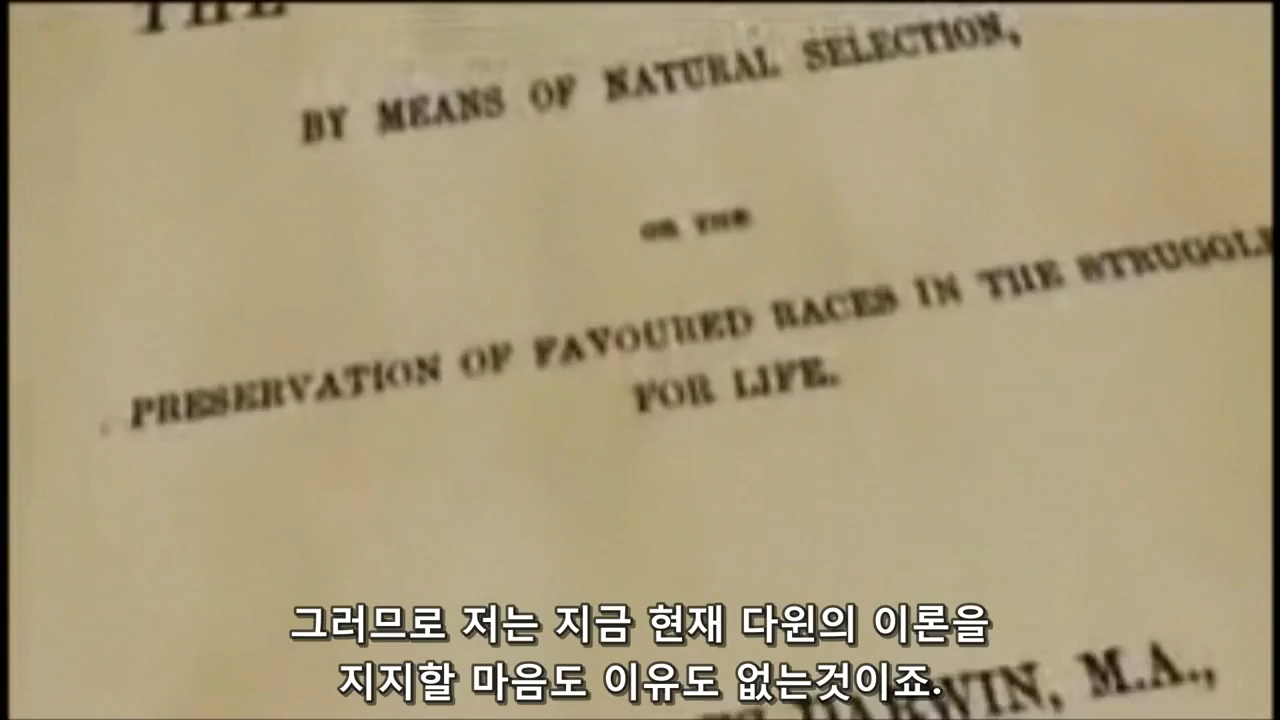 THE
BY MEANS OF NATURAL SELECTION,
OR THE
PRESERVATION OF FAVOURED RACES IN THE STRUGGLE
FOR LIFE.
그러므로 저는 지금 현재 다윈의 이론을
지지할 마음도 이유도 없는것이죠.
DARWIN, M.A.,